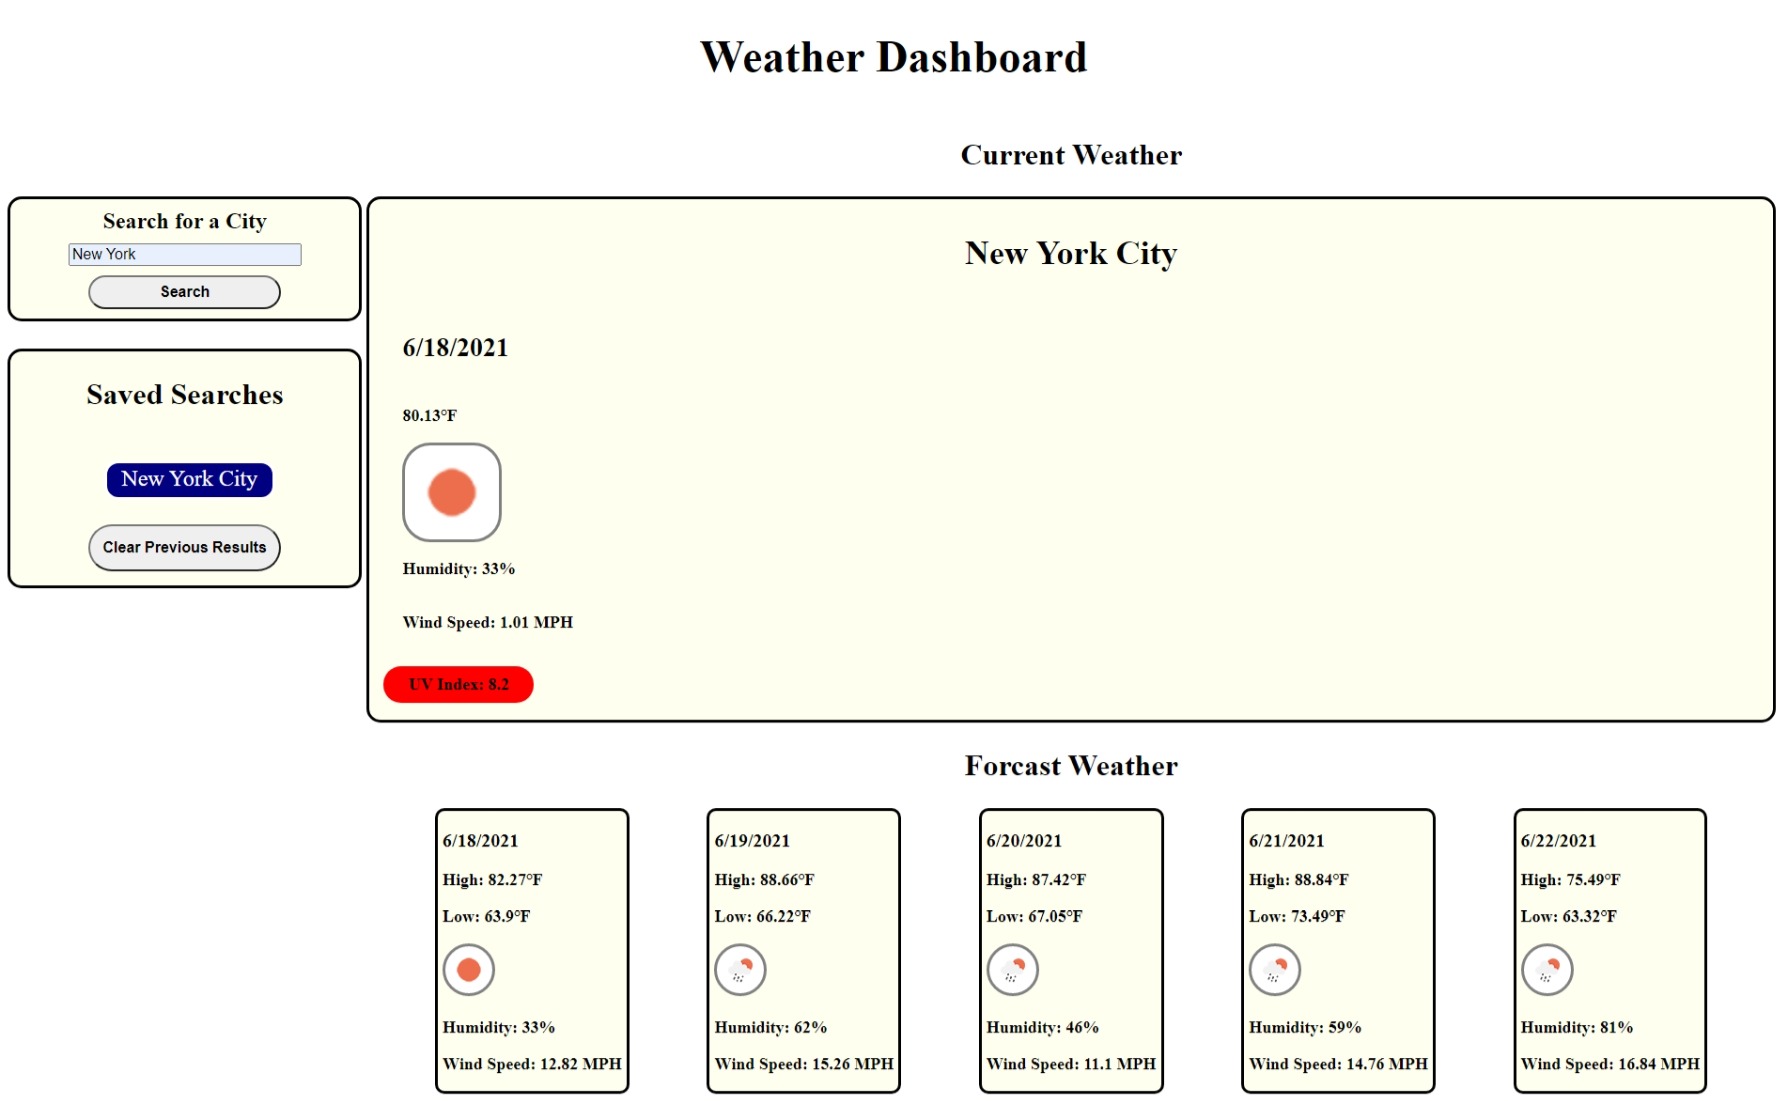 Weather Dashboard
Current Weather
Search for a City
New York
Search
Saved Searches
New York City
Clear Previous Results
New York City
6/18/2021
80.13°F
Humidity: 33%
Wind Speed: 1.01 MPH
UV Index: 8.2
Forcast Weather
6/18/2021
High: 82.27°F
Low: 63.9°F
Humidity: 33%
Wind Speed: 12.82 MPH
6/19/2021
High: 88.66°F
Low: 66.22°F
Humidity: 62%
Wind Speed: 15.26 MPH
6/20/2021
High: 87.42°F
Low: 67.05°F
Humidity: 46%
Wind Speed: 11.1 MPH
6/21/2021
High: 88.84°F
Low: 73.49°F
Humidity: 59%
Wind Speed: 14.76 MPH
6/22/2021
High: 75.49°F
Low: 63.32°F
Humidity: 81%
Wind Speed: 16.84 MPH